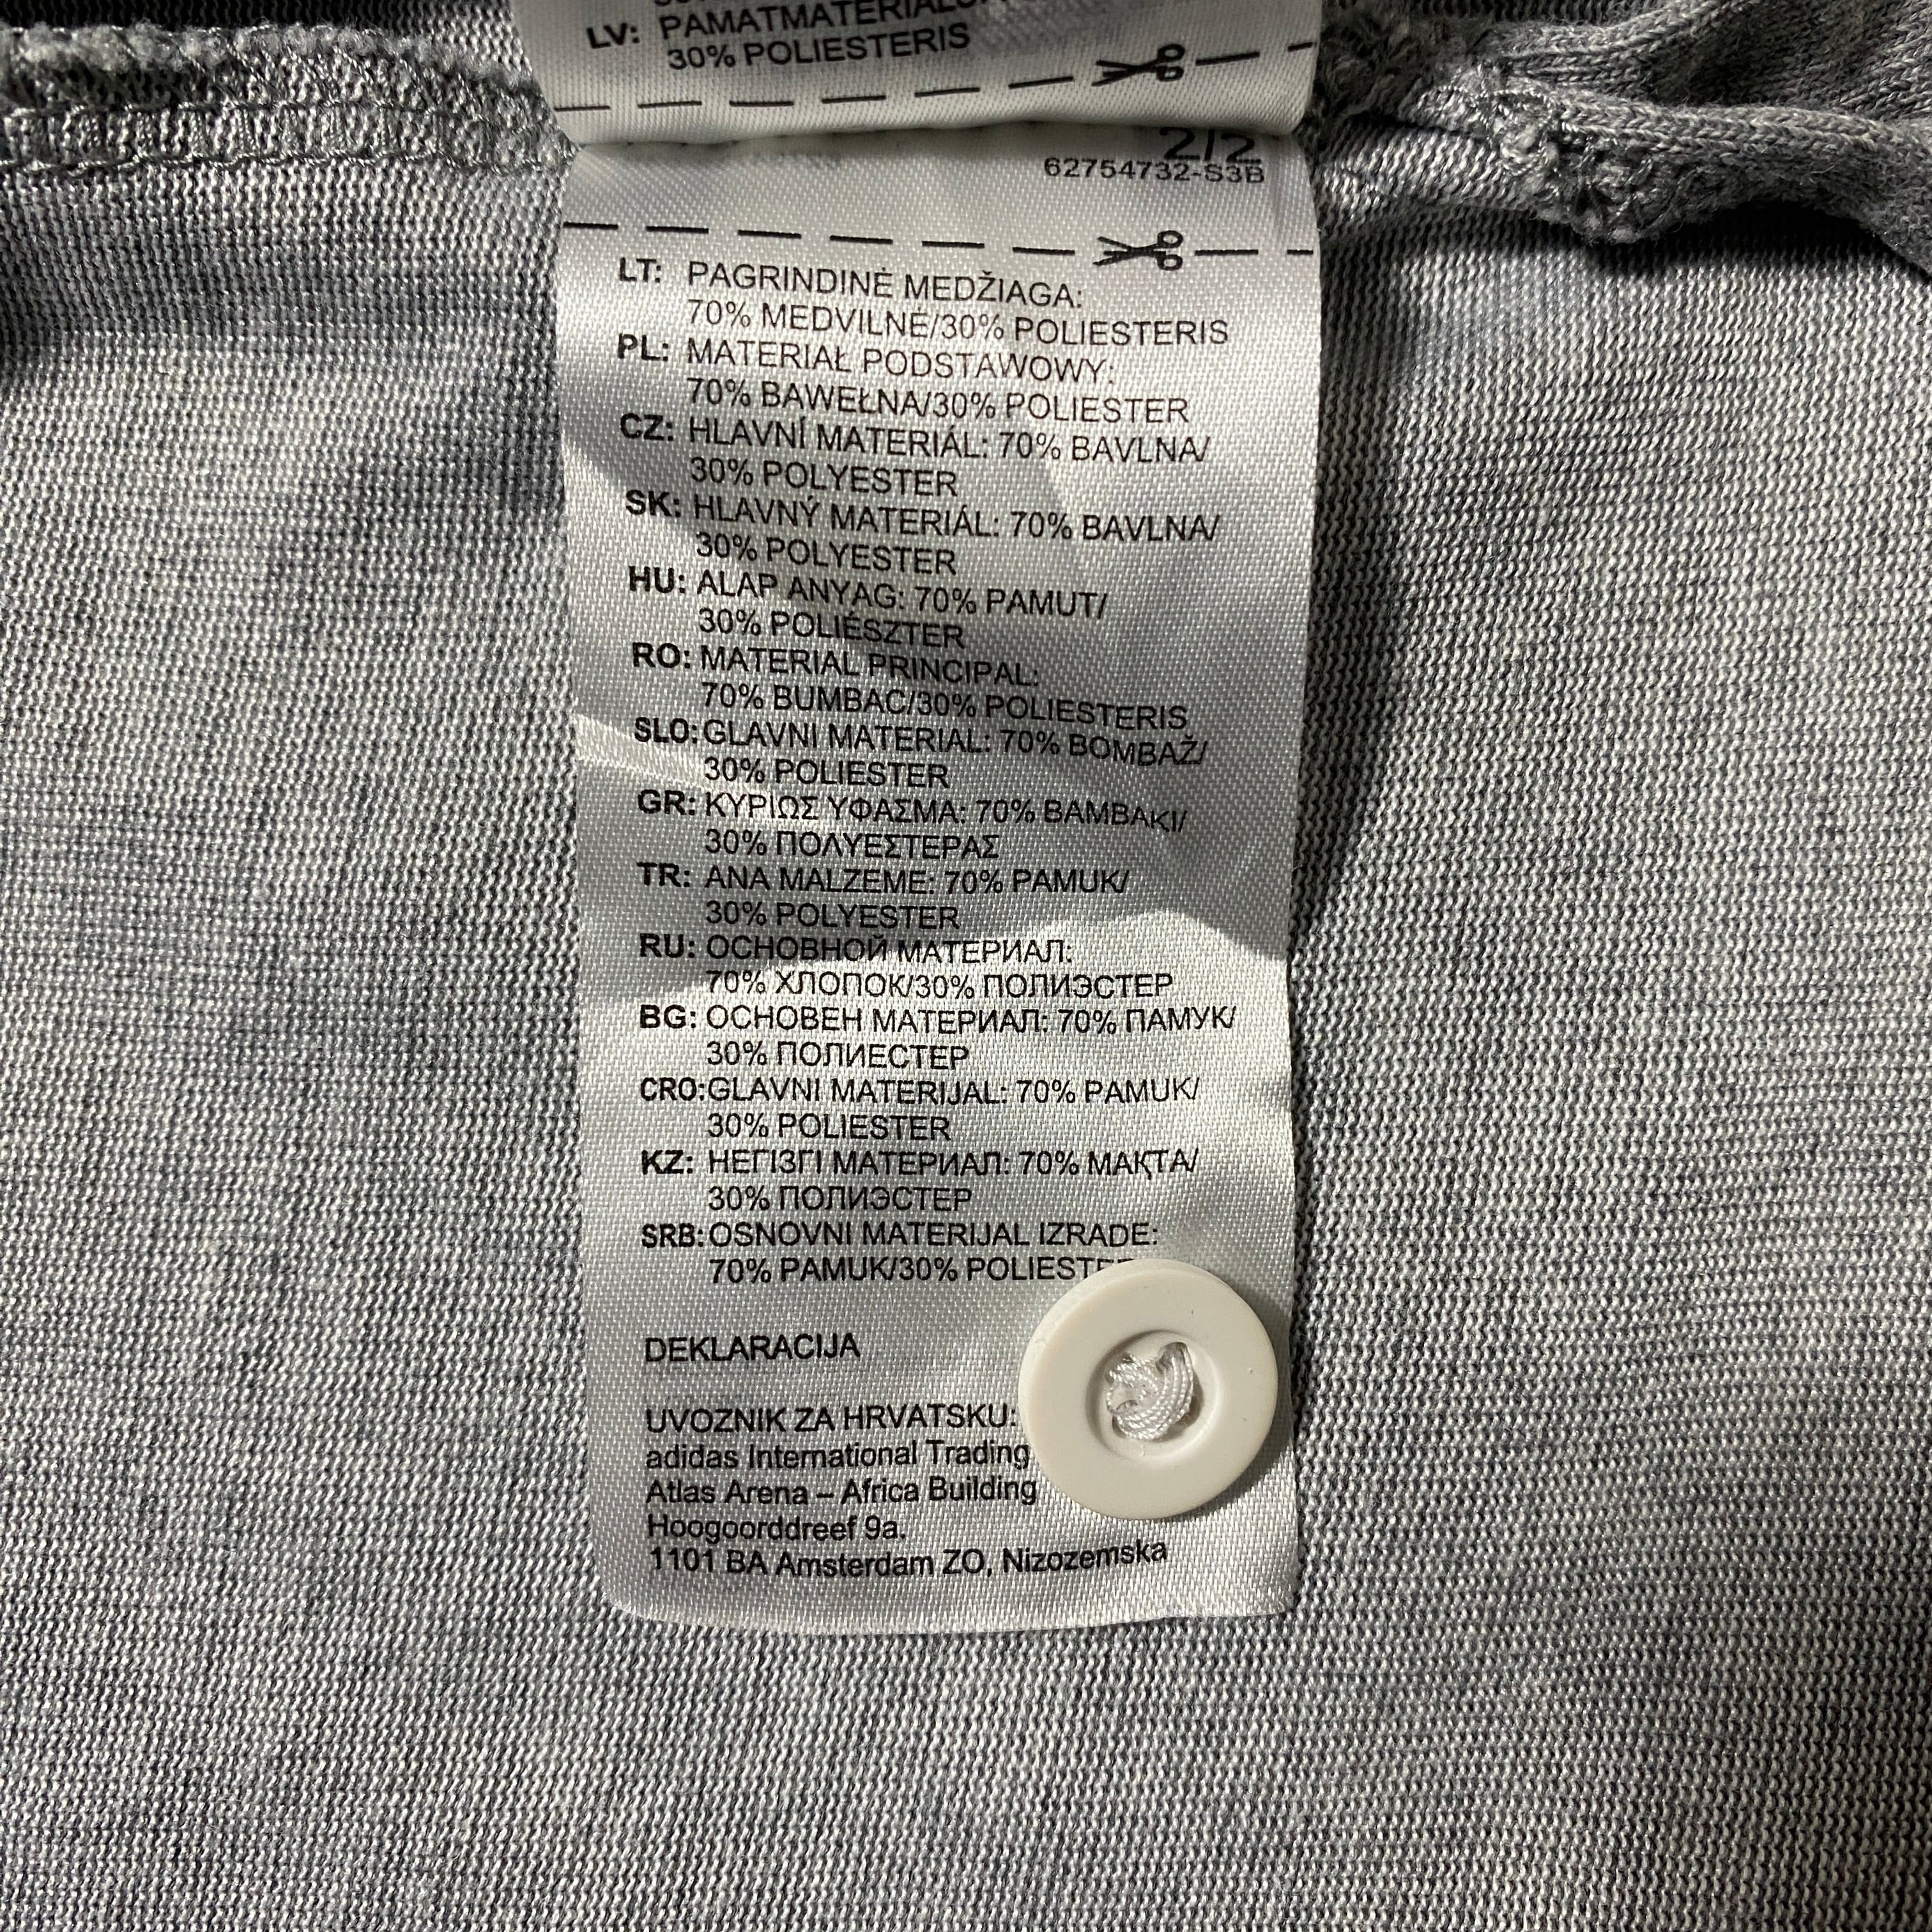 LV: PAMATMATERIĀLS:
30% POLIESTERIS
2/2
62754732-S3B
LT: PAGRINDINĖ MEDŽIAGA:
70% MEDVILNĖ/30% POLIESTERIS
PL: MATERIAŁ PODSTAWOWY:
70% BAWEŁNA/30% POLIESTER
CZ: HLAVNÍ MATERIÁL: 70% BAVLNA/
30% POLYESTER
SK: HLAVNÝ MATERIÁL: 70% BAVLNA/
30% POLYESTER
HU: ALAP ANYAG: 70% PAMUT/
30% POLIÉSZTER
RO: MATERIAL PRINCIPAL:
70% BUMBAC/30% POLIESTERIS
SLO: GLAVNI MATERIAL: 70% BOMBAŽ/
30% POLIESTER
GR: ΚΥΡΙΩΣ ΥΦΑΣΜΑ: 70% ΒΑΜΒΑΚΙ/
30% ΠΟΛΥΕΣΤΕΡΑΣ
TR: ANA MALZEME: 70% PAMUK/
30% POLYESTER
RU: ОСНОВНОЙ МАТЕРИАЛ:
70% ХЛОПОК/30% ПОЛИЭСТЕР
BG: ОСНОВЕН МАТЕРИАЛ: 70% ПАМУК/
30% ПОЛИЕСТЕР
CRO: GLAVNI MATERIJAL: 70% PAMUK/
30% POLIESTER
KZ: НЕГІЗГІ МАТЕРИАЛ: 70% МАҚТА/
30% ПОЛИЭСТЕР
SRB: OSNOVNI MATERIJAL IZRADE:
70% PAMUK/30% POLIESTER
DEKLARACIJA
UVOZNIK ZA HRVATSKU:
adidas International Trading
Atlas Arena – Africa Building
Hoogoorddreef 9a.
1101 BA Amsterdam ZO, Nizozemska